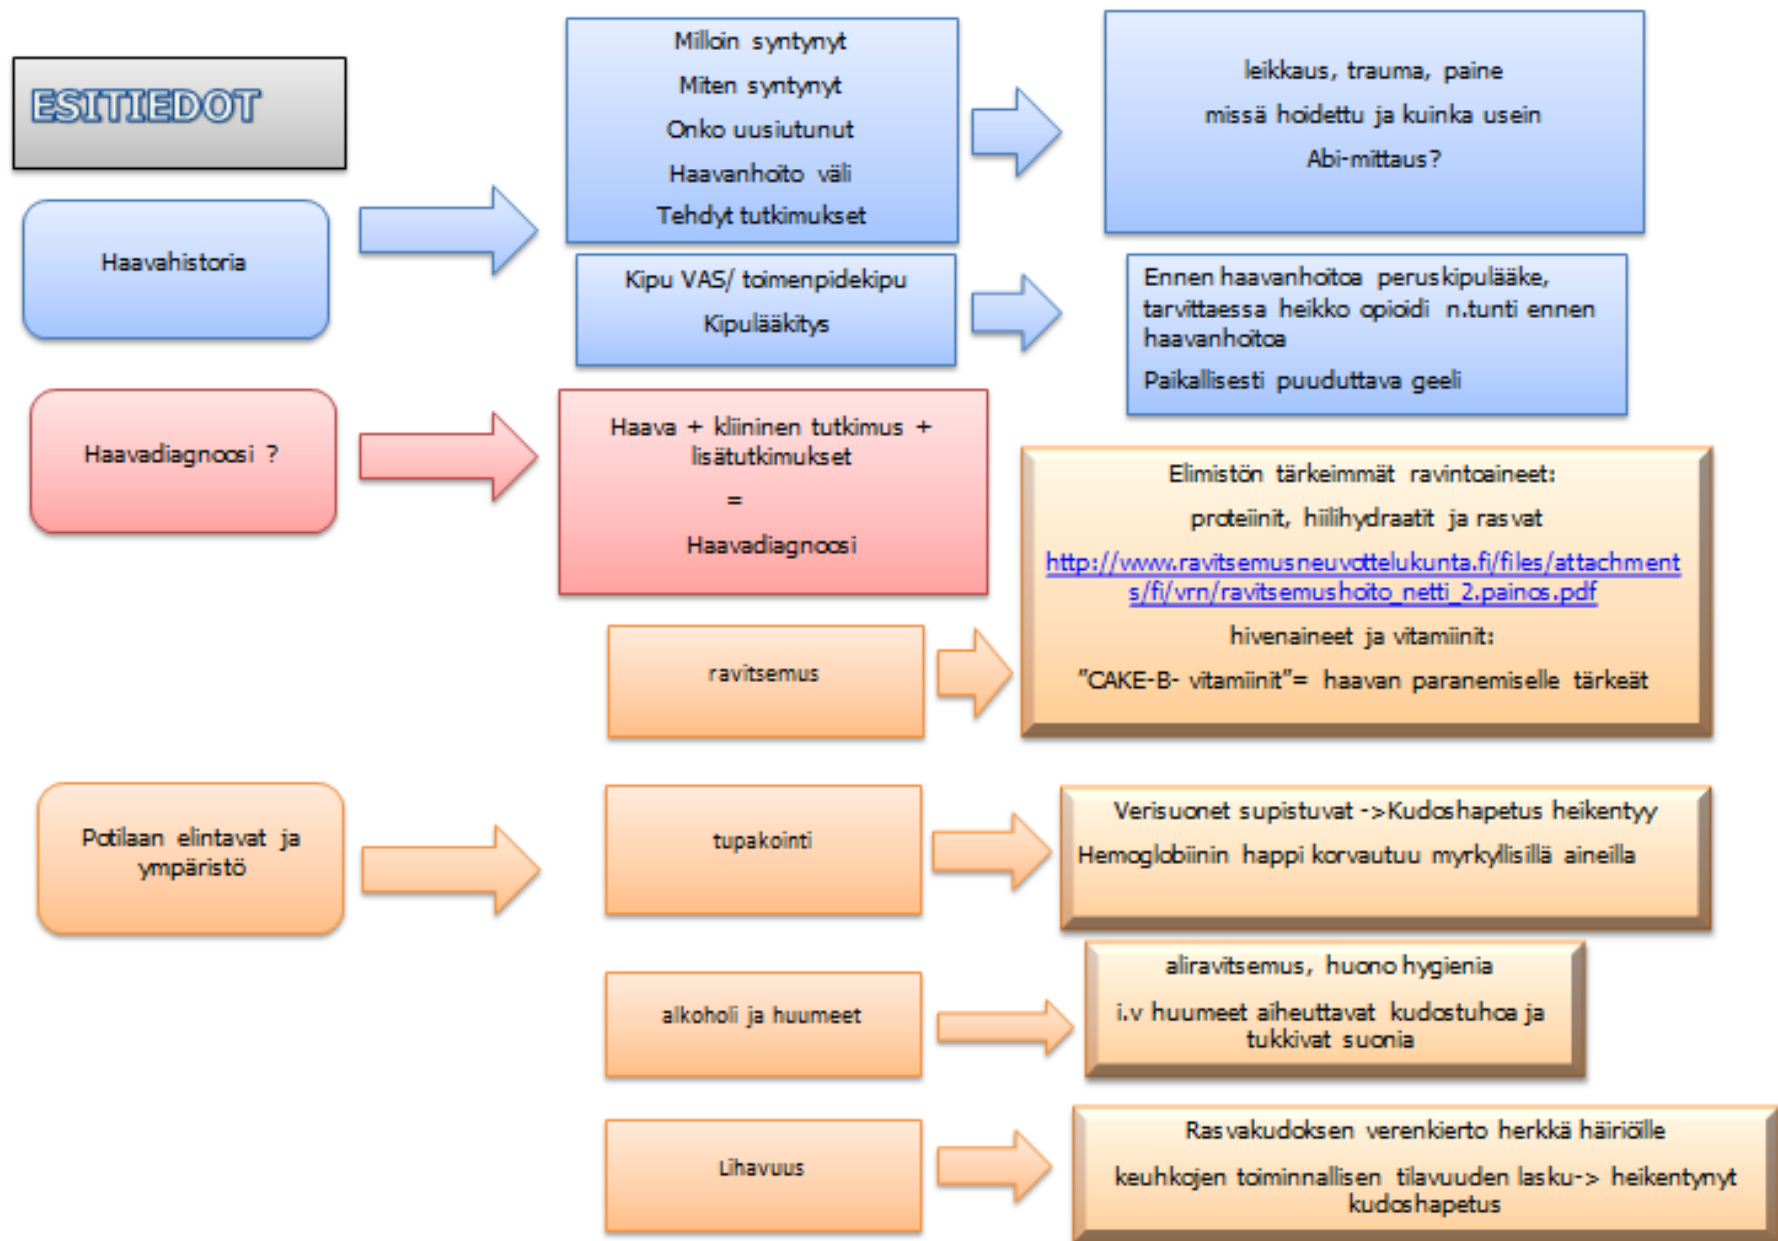 ESITIEDOT
Haavahistoria
Milloin syntynyt
Miten syntynyt
Onko uusiutunut
Haavanhoito väli
Tehdyt tutkimukset
leikkaus, trauma, paine
missä hoidettu ja kuinka usein
Abi-mittaus?
Kipu VAS/ toimenpidekipu
Kipulääkitys
Ennen haavanhoitoa peruskipulääke,
tarvittaessa heikko opioidi n.tunti ennen
haavanhoitoa
Paikallisesti puuduttava geeli
Haavadiagnoosi ?
Haava + kliininen tutkimus +
lisätutkimukset
=
Haavadiagnoosi
Potilaan elintavat ja
ympäristö
ravitsemus
Elimistön tärkeimmät ravintoaineet:
proteiinit, hiilihydraatit ja rasvat
http://www.ravitsemusneuvottelukunta.fi/files/attachment
s/fi/vrn/ravitsemushoito_netti_2.painos.pdf
hivenaineet ja vitamiinit:
"CAKE-B- vitamiinit"= haavan paranemiselle tärkeät
tupakointi
Verisuonet supistuvat ->Kudoshapetus heikentyy
Hemoglobiinin happi korvautuu myrkyllisillä aineilla
alkoholi ja huumeet
aliravitsemus, huono hygienia
i.v huumeet aiheuttavat kudostuhoa ja
tukkivat suonia
Lihavuus
Rasvakudoksen verenkierto herkkä häiriöille
keuhkojen toiminnallisen tilavuuden lasku-> heikentynyt
kudoshapetus